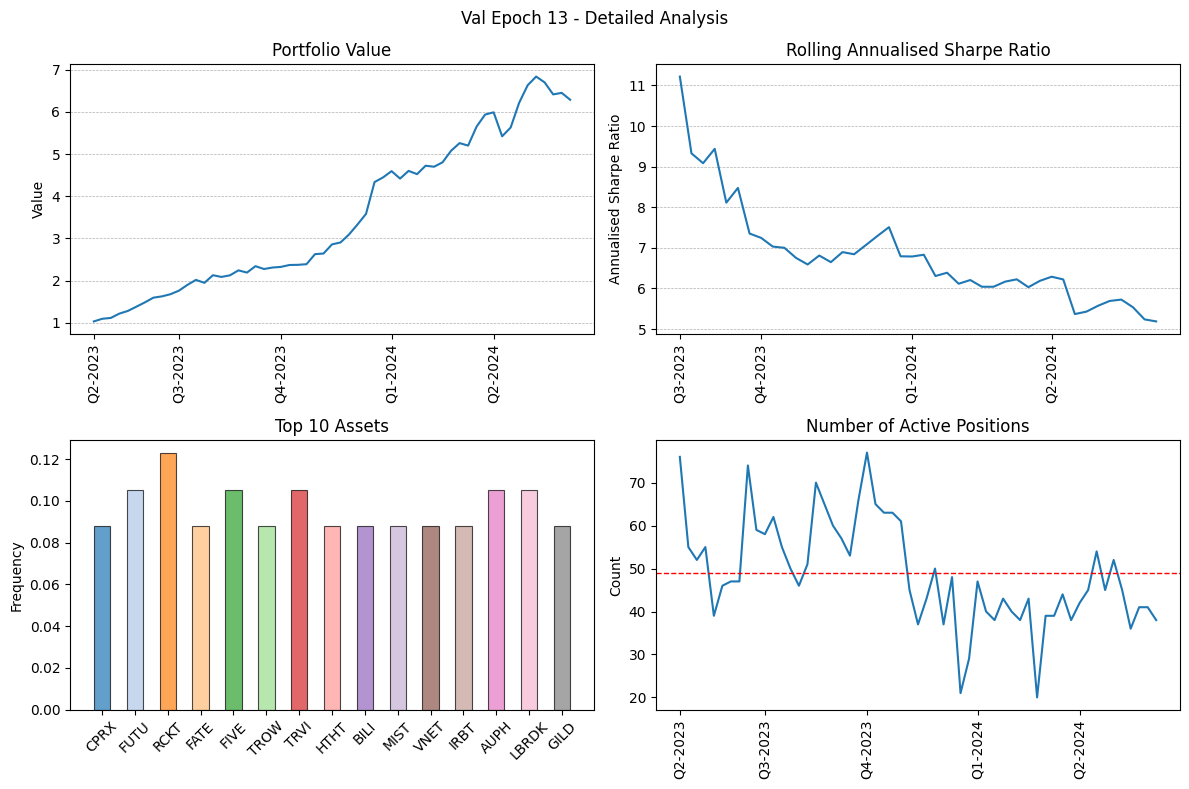 Val Epoch 13 - Detailed Analysis
Portfolio Value
Value
7
6
5
4
3
2
1
Q2-2023
Q3-2023
Q4-2023
Q1-2024
Q2-2024
Rolling Annualised Sharpe Ratio
Annualised Sharpe Ratio
11
10
9
8
7
6
5
Q3-2023
Q4-2023
Q1-2024
Q2-2024
Top 10 Assets
Frequency
0.12
0.10
0.08
0.06
0.04
0.02
0.00
CPRX
FUTU
RCKT
FATE
FIVE
TROW
TRVI
HTHT
BILI
MIST
VNET
IRBT
AUPH
LBRDK
GILD
Number of Active Positions
Count
70
60
50
40
30
20
Q2-2023
Q3-2023
Q4-2023
Q1-2024
Q2-2024